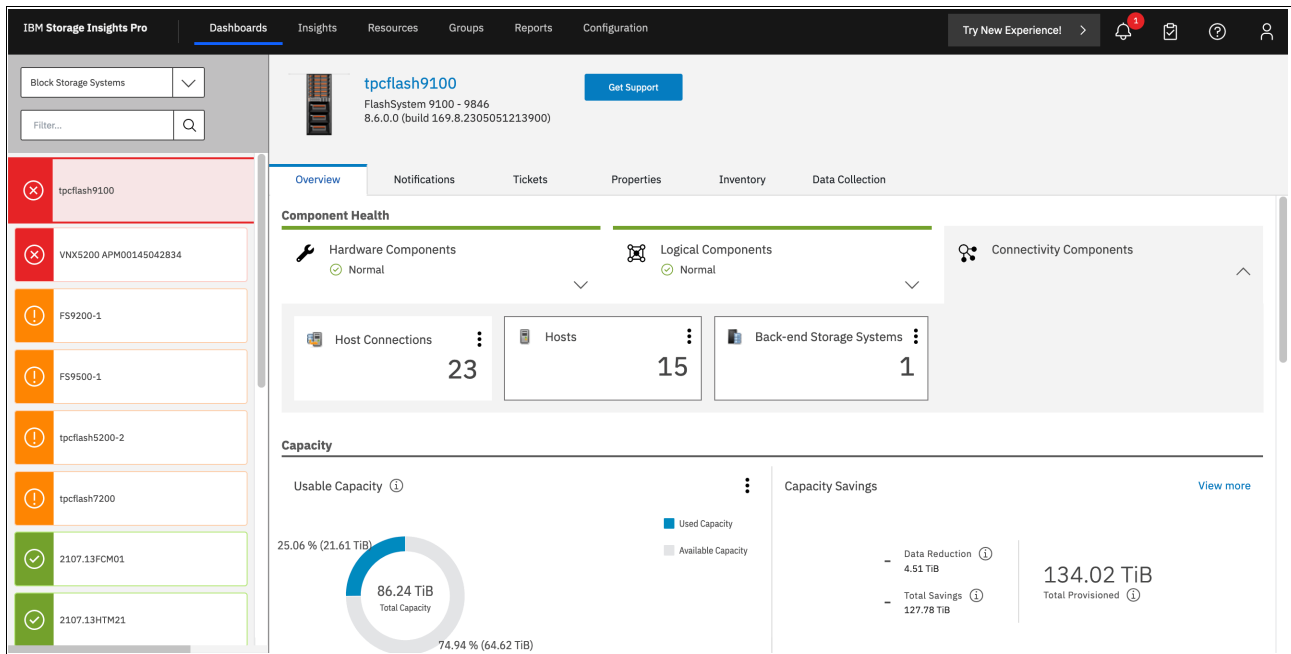 IBM Storage Insights Pro
Dashboards
Insights
Resources
Groups
Reports
Configuration
Try New Experience!
1
Block Storage Systems
Filter...
tpcflash9100
VNX5200 APM00145042834
FS9200-1
FS9500-1
tpcflash5200-2
tpcflash7200
2107.13FCM01
2107.13HTM21
tpcflash9100
FlashSystem 9100 - 9846
8.6.0.0 (build 169.8.2305051213900)
Get Support
Overview
Notifications
Tickets
Properties
Inventory
Data Collection
Component Health
Hardware Components
Normal
Logical Components
Normal
Connectivity Components
Host Connections
23
Hosts
15
Back-end Storage Systems
1
Capacity
Usable Capacity
Used Capacity
Available Capacity
25.06 % (21.61 TiB)
86.24 TiB
Total Capacity
74.94 % (64.62 TiB)
Capacity Savings
View more
– Data Reduction
4.51 TiB
– Total Savings
127.78 TiB
134.02 TiB
Total Provisioned